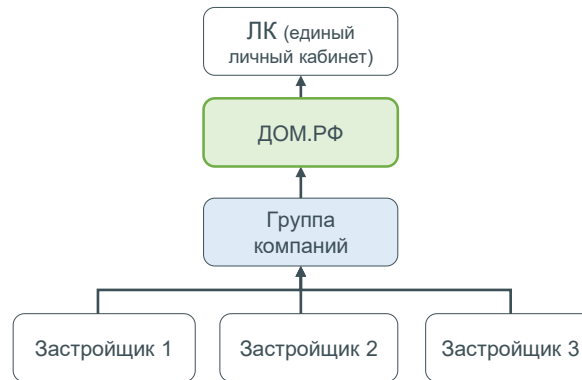 ЛК (единый
личный кабинет)
ДОМ.РФ
Группа
компаний
Застройщик 1
Застройщик 2
Застройщик 3